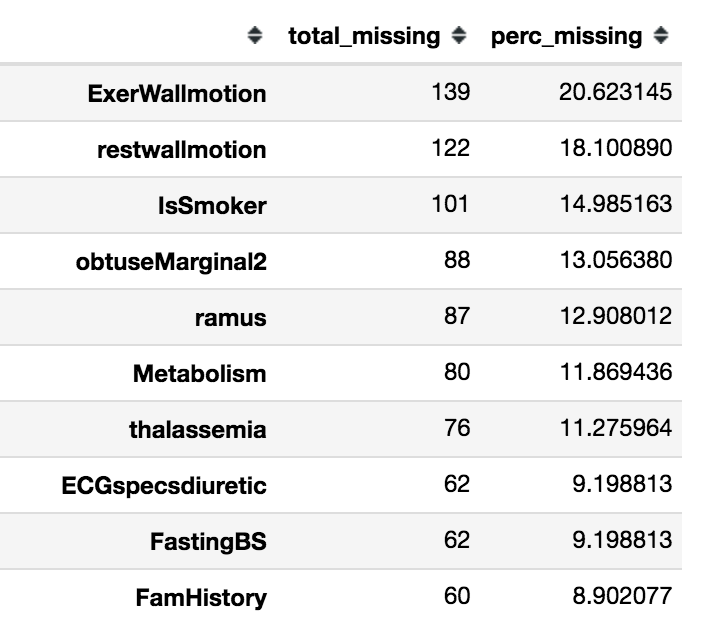 total_missing perc_missing
ExerWallmotion 139 20.623145
restwallmotion 122 18.100890
IsSmoker 101 14.985163
obtuseMarginal2 88 13.056380
ramus 87 12.908012
Metabolism 80 11.869436
thalassemia 76 11.275964
ECGspecsdiuretic 62 9.198813
FastingBS 62 9.198813
FamHistory 60 8.902077